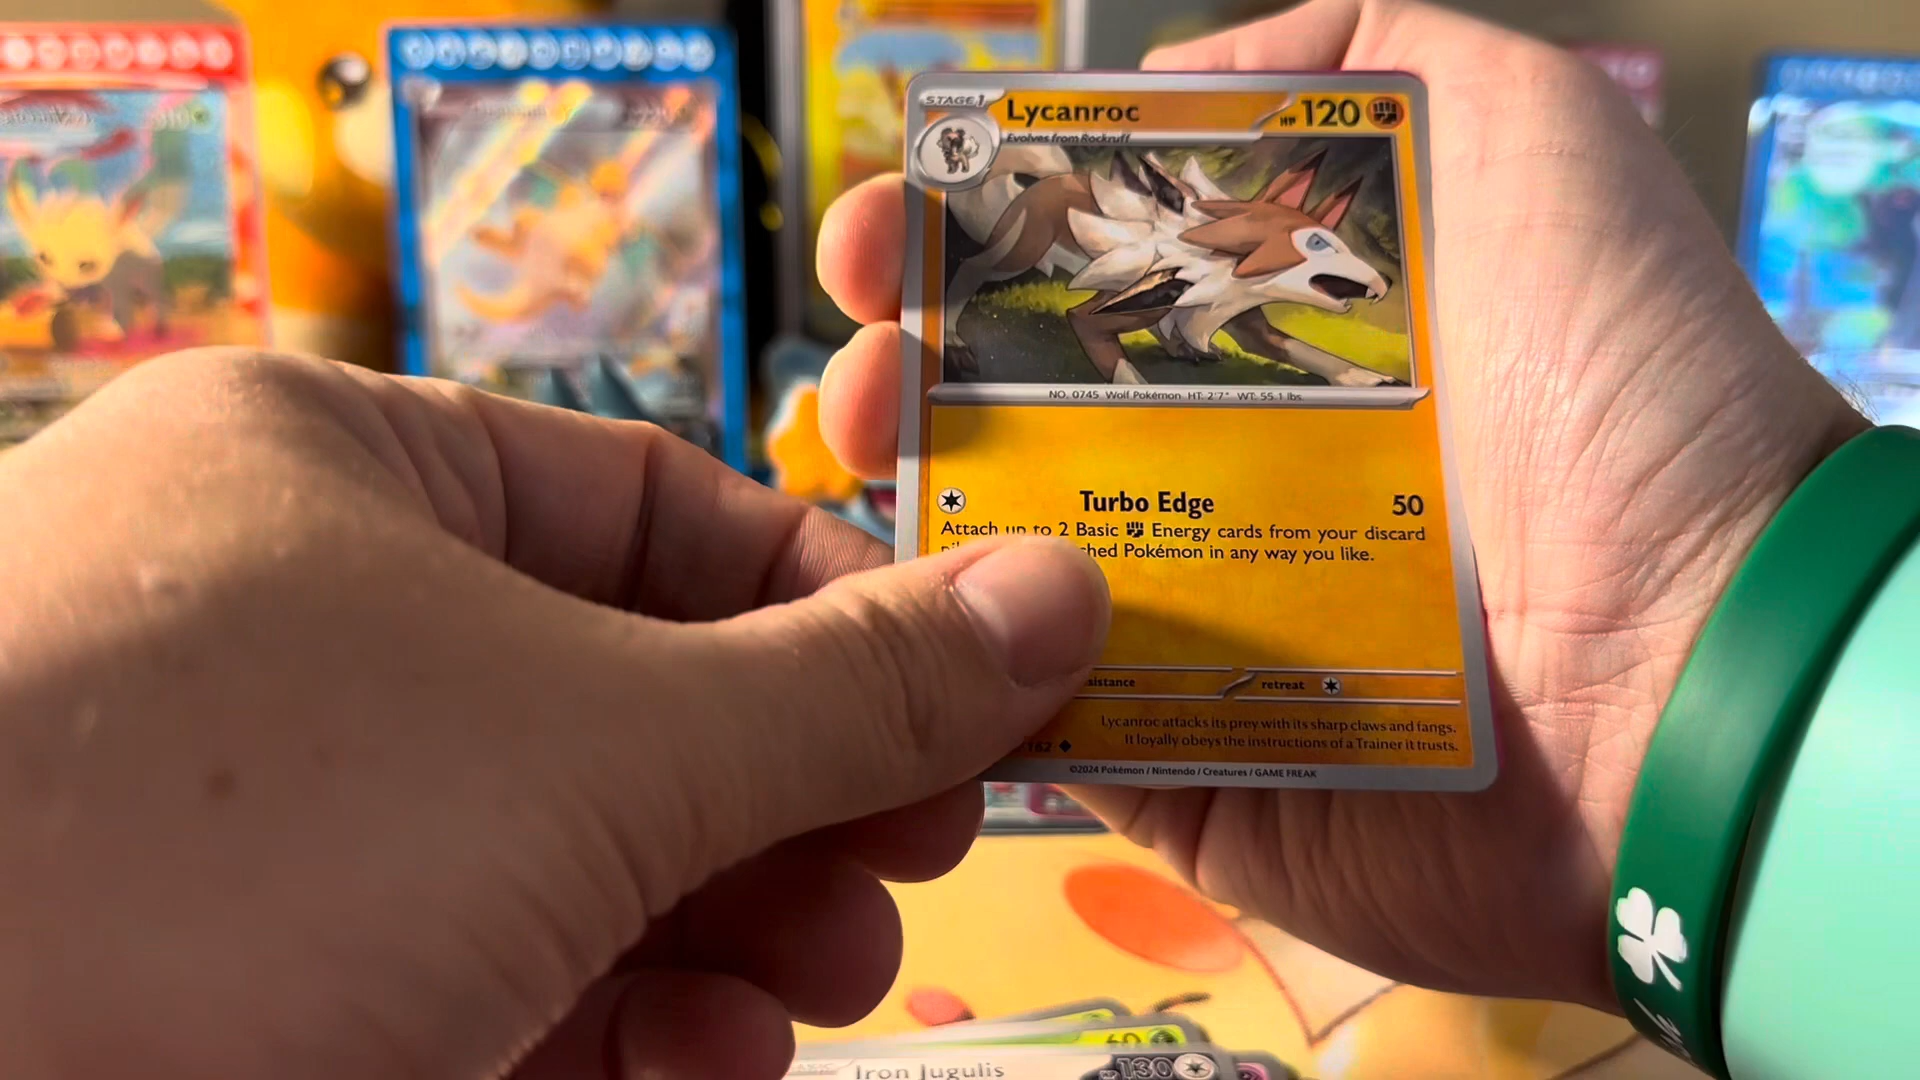 STAGE 1 Lycanroc HP 120
Evolves from Rockruff
NO. 0745 Wolf Pokémon HT: 2'7" WT: 55.1 lbs.
Turbo Edge 50
Attach up to 2 Basic Energy cards from your discard
Pokémon in any way you like.
retreat
Lycanroc attacks its prey with its sharp claws and fangs.
It loyally obeys the instructions of a Trainer it trusts.
162
©2024 Pokémon / Nintendo / Creatures / GAME FREAK
60
Iron Jugulis 130